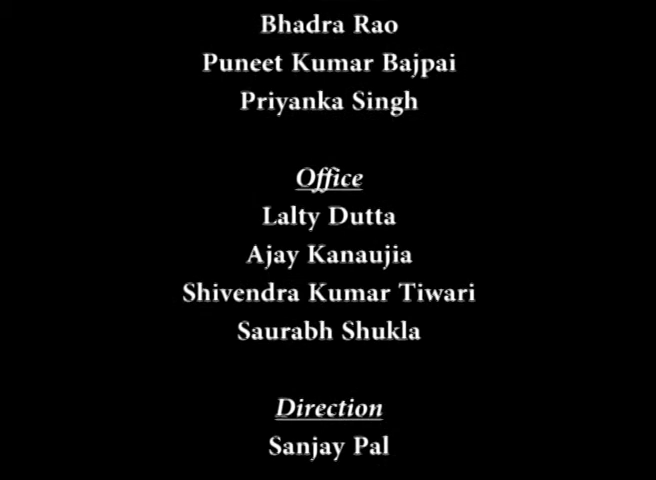 Bhadra Rao
Puneet Kumar Bajpai
Priyanka Singh
Office
Lalty Dutta
Ajay Kanaujia
Shivendra Kumar Tiwari
Saurabh Shukla
Direction
Sanjay Pal